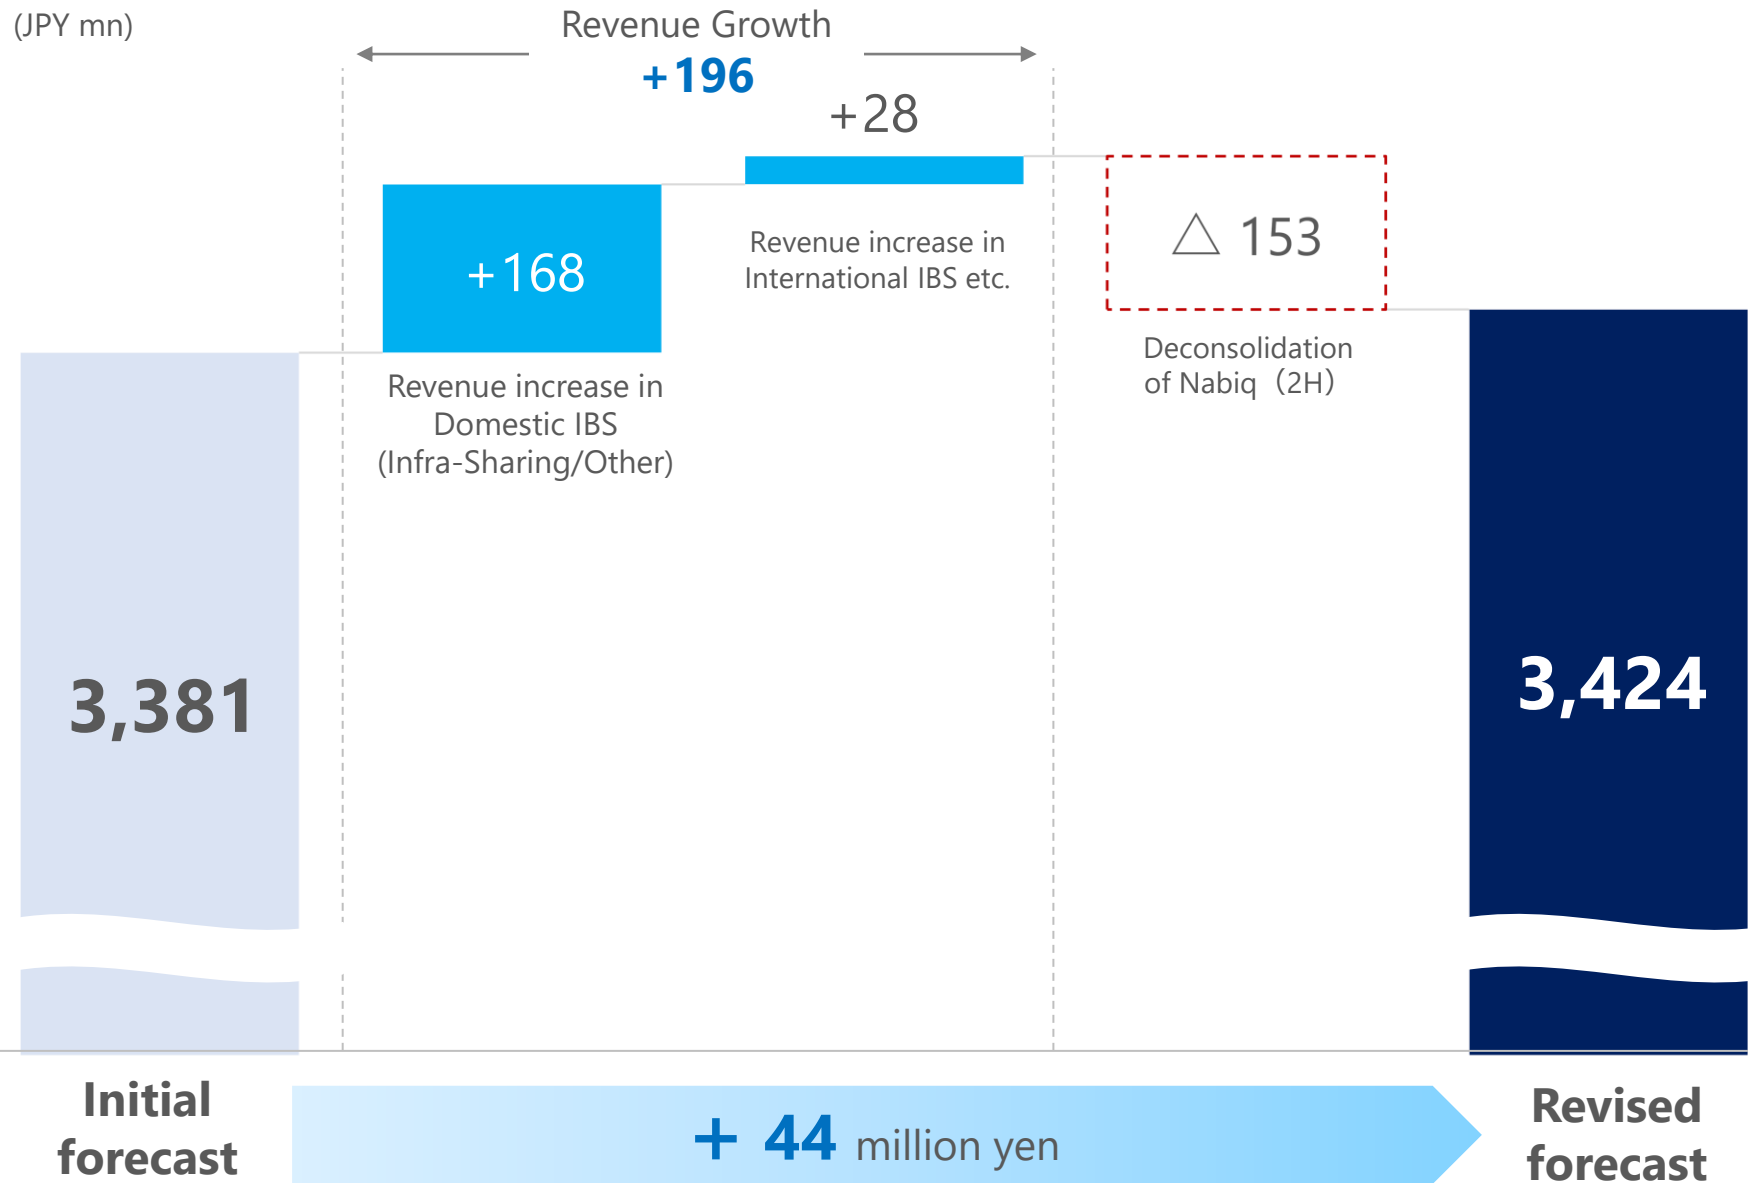 (JPY mn)
Revenue Growth
+196
+28
+168
Revenue increase in
International IBS etc.
△ 153
Revenue increase in
Domestic IBS
(Infra-Sharing/Other)
Deconsolidation
of Nabiq（2H）
3,381
3,424
Initial
forecast
+ 44 million yen
Revised
forecast